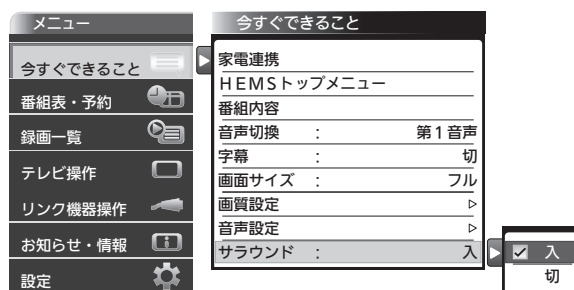 メニュー
今すぐできること
番組表・予約
録画一覧
テレビ操作
リンク機器操作
お知らせ・情報
設定
今すぐできること
家電連携
HEMSトップメニュー
番組内容
音声切換 : 第1音声
字幕 : 切
画面サイズ : フル
画質設定
音声設定
サラウンド : 入
入
切